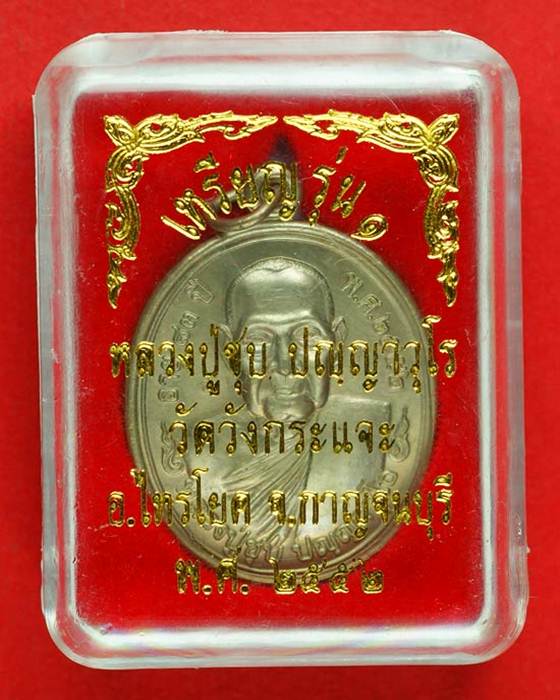 เหรียญ รุ่น ๑
หลวงปู่ชุบ ปญฺญาวุโธ
วัดวังกระแจะ
อ.ไทรโยค จ.กาญจนบุรี
พ.ศ. ๒๕๕๒